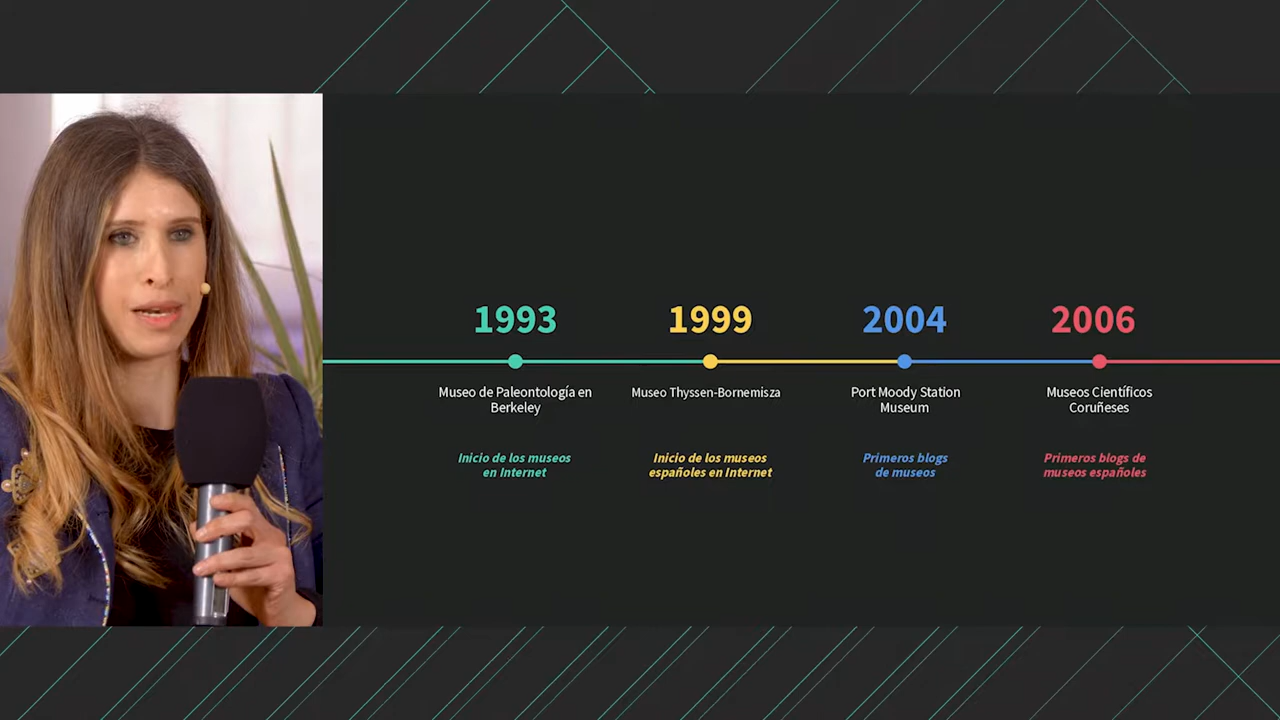 1993
Museo de Paleontología en
Berkeley
Inicio de los museos
en Internet
1999
Museo Thyssen-Bornemisza
Inicio de los museos
españoles en Internet
2004
Port Moody Station
Museum
Primeros blogs
de museos
2006
Museos Científicos
Coruñeses
Primeros blogs de
museos españoles